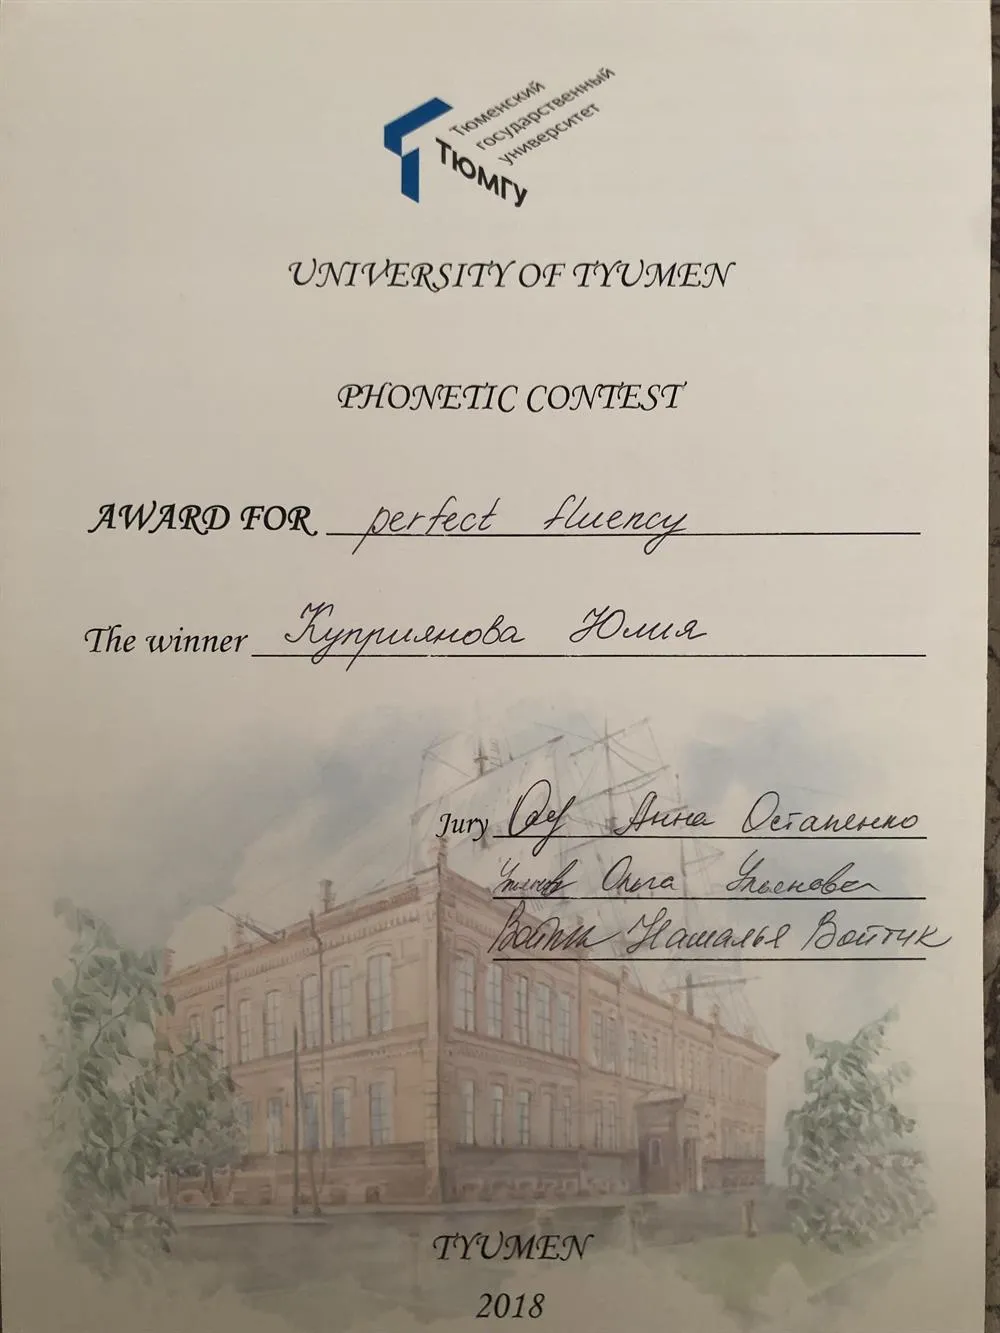 Тюменский
государственный
университет
ТЮМГУ
UNIVERSITY OF TYUMEN
PHONETIC CONTEST
AWARD FOR perfect fluency
The winner Куприянова Юлия
Jury Анна Остапенко
Ольга Ульянова
Наталья Войтик
TYUMEN
2018